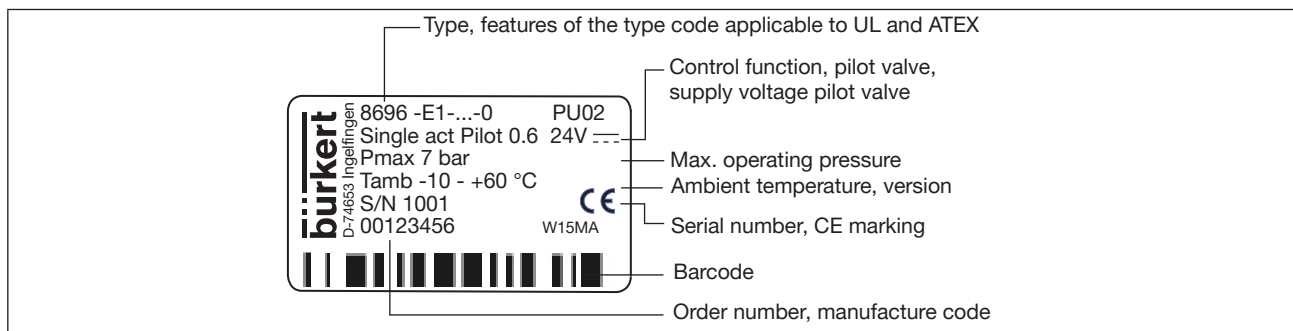 Type, features of the type code applicable to UL and ATEX
Control function, pilot valve,
supply voltage pilot valve
burkert
D-74653 Ingelfingen
8696 -E1-...-0 PU02
Single act Pilot 0.6 24V
Pmax 7 bar
Tamb -10 - +60 °C
S/N 1001 CE
00123456 W15MA
Max. operating pressure
Ambient temperature, version
Serial number, CE marking
Barcode
Order number, manufacture code